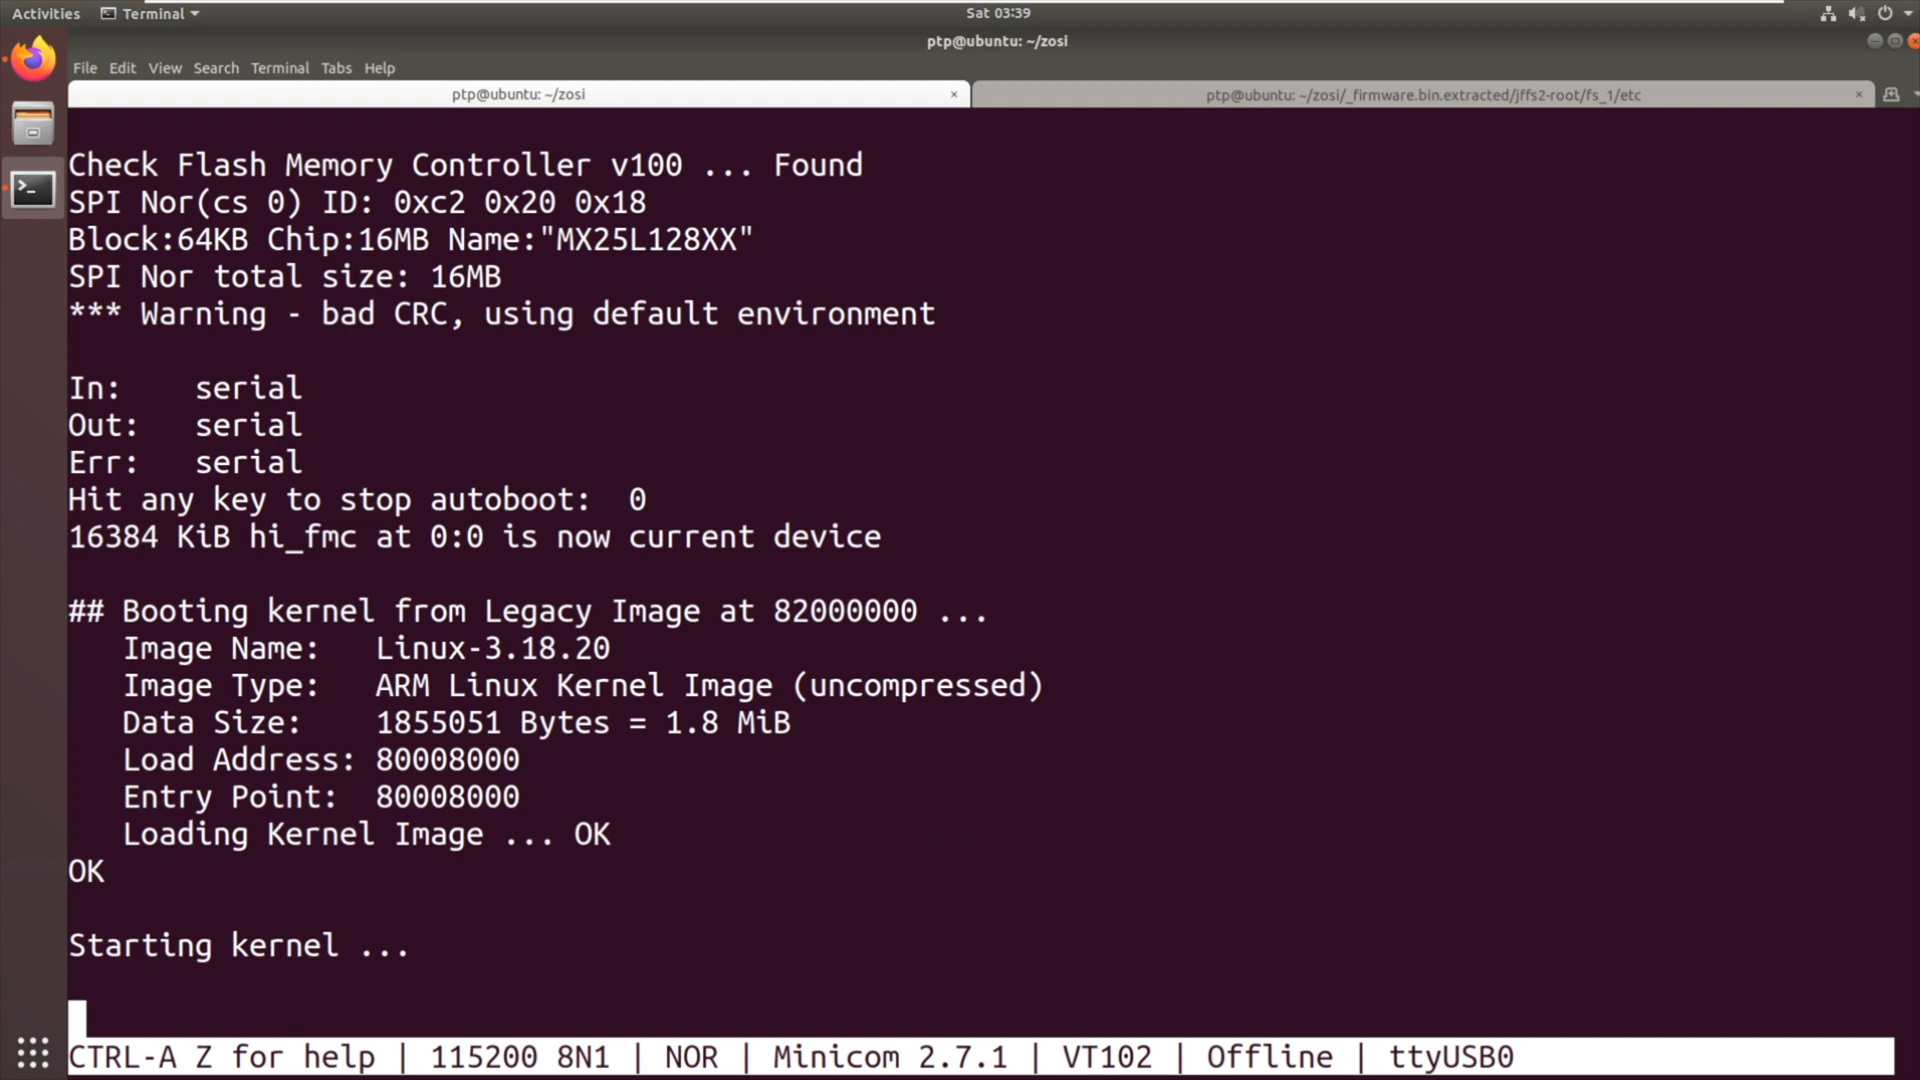 Activities Terminal Sat 03:39
ptp@ubuntu: ~/zosi
File Edit View Search Terminal Tabs Help
ptp@ubuntu: ~/zosi × ptp@ubuntu: ~/zosi/_firmware.bin.extracted/jffs2-root/fs_1/etc ×
Check Flash Memory Controller v100 ... Found
SPI Nor(cs 0) ID: 0xc2 0x20 0x18
Block:64KB Chip:16MB Name:"MX25L128XX"
SPI Nor total size: 16MB
*** Warning - bad CRC, using default environment
In:    serial
Out:   serial
Err:   serial
Hit any key to stop autoboot:  0
16384 KiB hi_fmc at 0:0 is now current device
## Booting kernel from Legacy Image at 82000000 ...
   Image Name:   Linux-3.18.20
   Image Type:   ARM Linux Kernel Image (uncompressed)
   Data Size:    1855051 Bytes = 1.8 MiB
   Load Address: 80008000
   Entry Point:  80008000
   Loading Kernel Image ... OK
OK
Starting kernel ...
CTRL-A Z for help | 115200 8N1 | NOR | Minicom 2.7.1 | VT102 | Offline | ttyUSB0